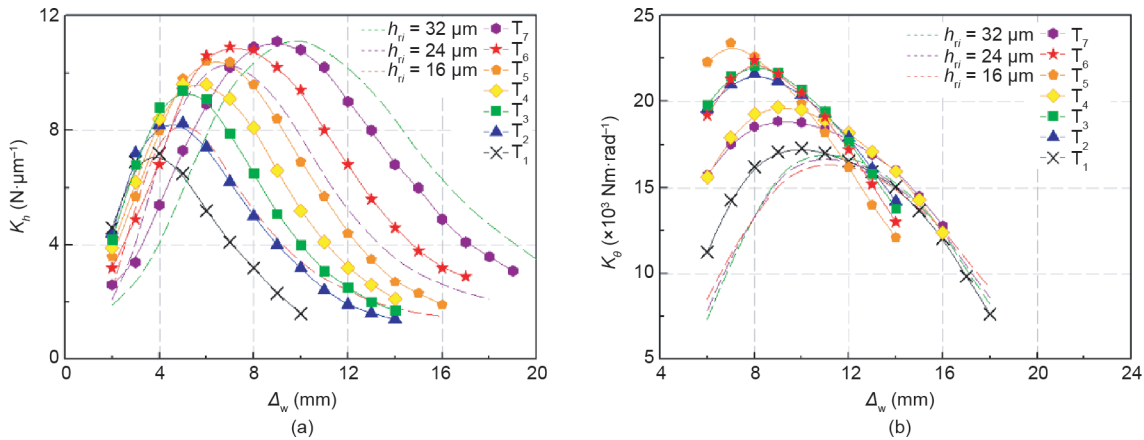 12
8
4
0
K_h (N·μm⁻¹)
h_ri = 32 μm
h_ri = 24 μm
h_ri = 16 μm
T₇
T₆
T₅
T₄
T₃
T₂
T₁
0 4 8 12 16 20
Δ_w (mm)
(a)
25
20
15
10
5
K_θ (×10³ Nm·rad⁻¹)
h_ri = 32 μm
h_ri = 24 μm
h_ri = 16 μm
T₇
T₆
T₅
T₄
T₃
T₂
T₁
4 8 12 16 20 24
Δ_w (mm)
(b)